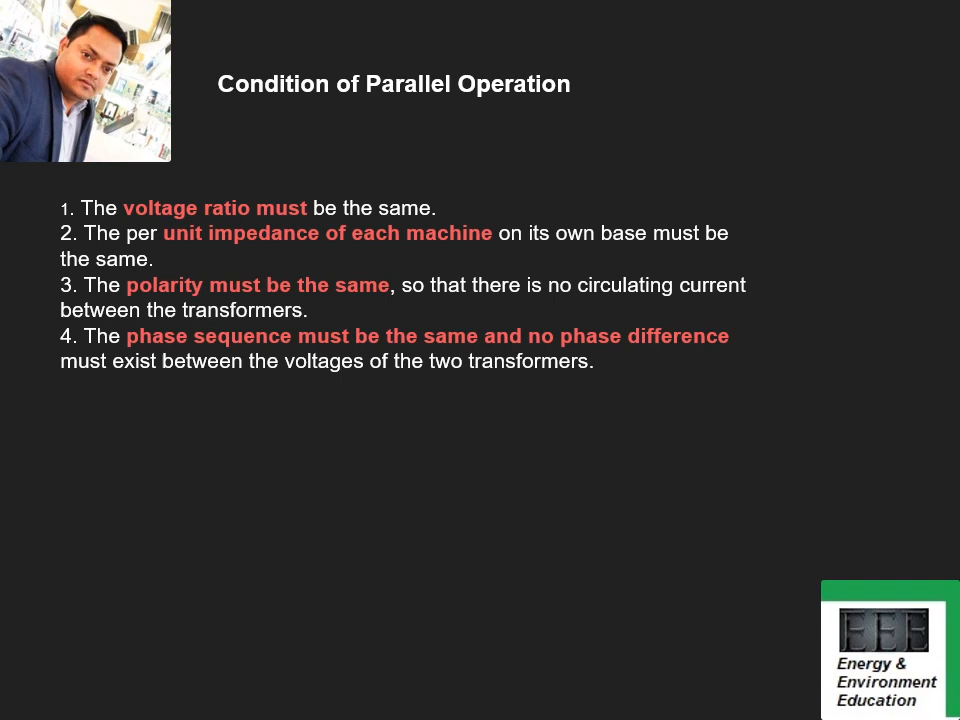 Condition of Parallel Operation
1. The voltage ratio must be the same.
2. The per unit impedance of each machine on its own base must be
the same.
3. The polarity must be the same, so that there is no circulating current
between the transformers.
4. The phase sequence must be the same and no phase difference
must exist between the voltages of the two transformers.
EEE
Energy &
Environment
Education